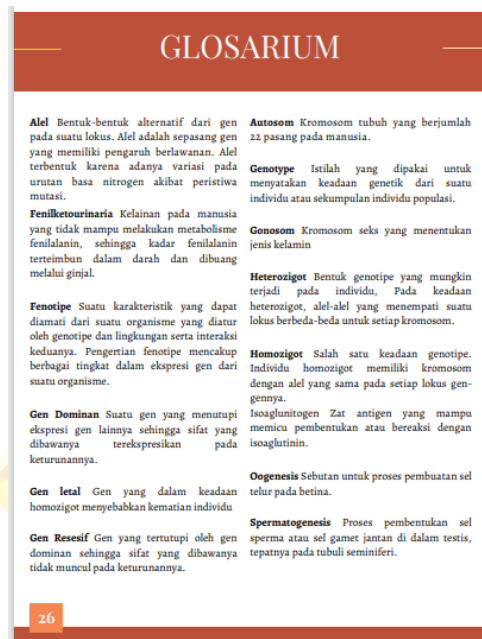 GLOSARIUM
Alel Bentuk-bentuk alternatif dari gen
pada suatu lokus. Alel adalah sepasang gen
yang memiliki pengaruh berlawanan. Alel
terbentuk karena adanya variasi pada
urutan basa nitrogen akibat peristiwa
mutasi.
Fenilketourinaria Kelainan pada manusia
yang tidak mampu melakukan metabolisme
fenilalanin, sehingga kadar fenilalanin
terteimbun dalam darah dan dibuang
melalui ginjal.
Fenotipe Suatu karakteristik yang dapat
diamati dari suatu organisme yang diatur
oleh genotipe dan lingkungan serta interaksi
keduanya. Pengertian fenotipe mencakup
berbagai tingkat dalam ekspresi gen dari
suatu organisme.
Gen Dominan Suatu gen yang menutupi
ekspresi gen lainnya sehingga sifat yang
dibawanya terekspresikan pada
keturunannya.
Gen letal Gen yang dalam keadaan
homozigot menyebabkan kematian individu
Gen Resesif Gen yang tertutupi oleh gen
dominan sehingga sifat yang dibawanya
tidak muncul pada keturunannya.
Autosom Kromosom tubuh yang berjumlah
22 pasang pada manusia.
Genotype Istilah yang dipakai untuk
menyatakan keadaan genetik dari suatu
individu atau sekumpulan individu populasi.
Gonosom Kromosom seks yang menentukan
jenis kelamin
Heterozigot Bentuk genotipe yang mungkin
terjadi pada individu, Pada keadaan
heterozigot, alel-alel yang menempati suatu
lokus berbeda-beda untuk setiap kromosom.
Homozigot Salah satu keadaan genotipe.
Individu homozigot memiliki kromosom
dengan alel yang sama pada setiap lokus gen-
gennya.
Isoaglunitogen Zat antigen yang mampu
memicu pembentukan atau bereaksi dengan
isoaglutinin.
Oogenesis Sebutan untuk proses pembuatan sel
telur pada betina.
Spermatogenesis Proses pembentukan sel
sperma atau sel gamet jantan di dalam testis,
tepatnya pada tubuli seminiferi.
26